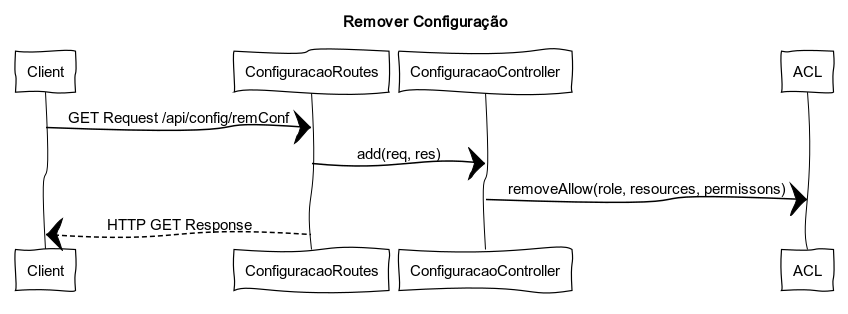 Remover Configuração
Client
ConfiguracaoRoutes
ConfiguracaoController
ACL
GET Request /api/config/remConf
add(req, res)
removeAllow(role, resources, permissons)
HTTP GET Response
Client
ConfiguracaoRoutes
ConfiguracaoController
ACL